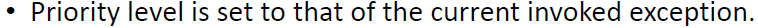 • Priority level is set to that of the current invoked exception.